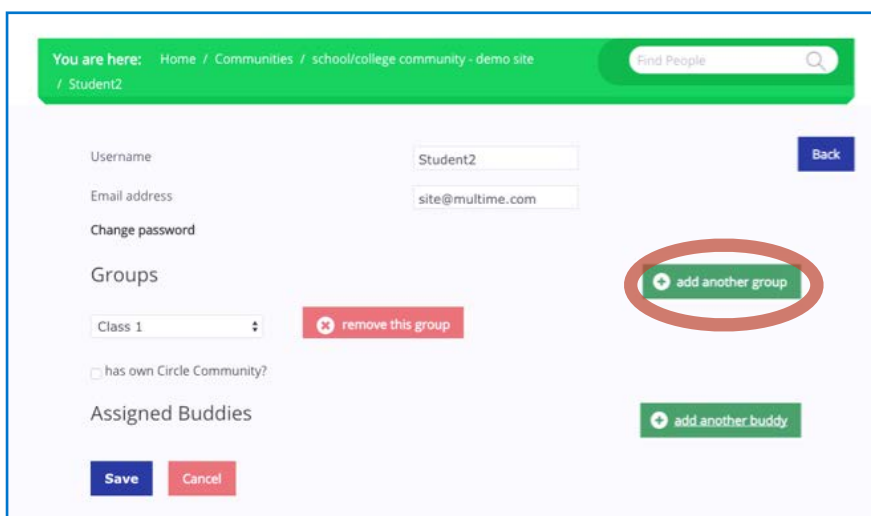 You are here: Home / Communities / school/college community - demo site
/ Student2
Find People
Username
Student2
Back
Email address
site@multime.com
Change password
Groups
add another group
Class 1
remove this group
has own Circle Community?
Assigned Buddies
add another buddy
Save
Cancel